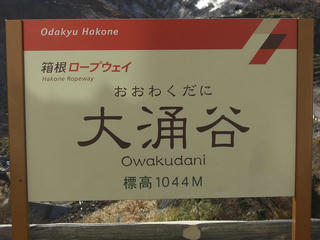 Odakyu Hakone
箱根ロープウェイ
Hakone Ropeway
おおわくだに
大涌谷
Owakudani
標高1044M